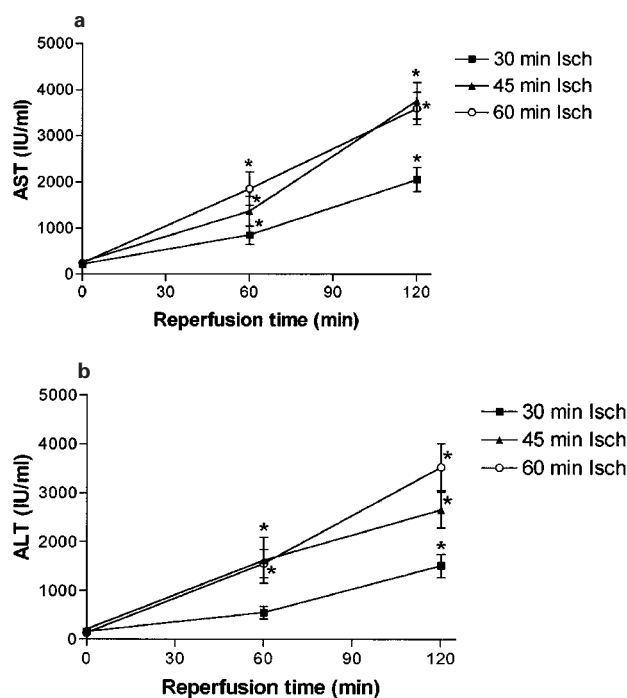 a
5000
4000
3000
2000
1000
0
AST (IU/ml)
* * * * *
0 30 60 90 120
Reperfusion time (min)
30 min Isch
45 min Isch
60 min Isch
b
5000
4000
3000
2000
1000
0
ALT (IU/ml)
* * * * *
0 30 60 90 120
Reperfusion time (min)
30 min Isch
45 min Isch
60 min Isch